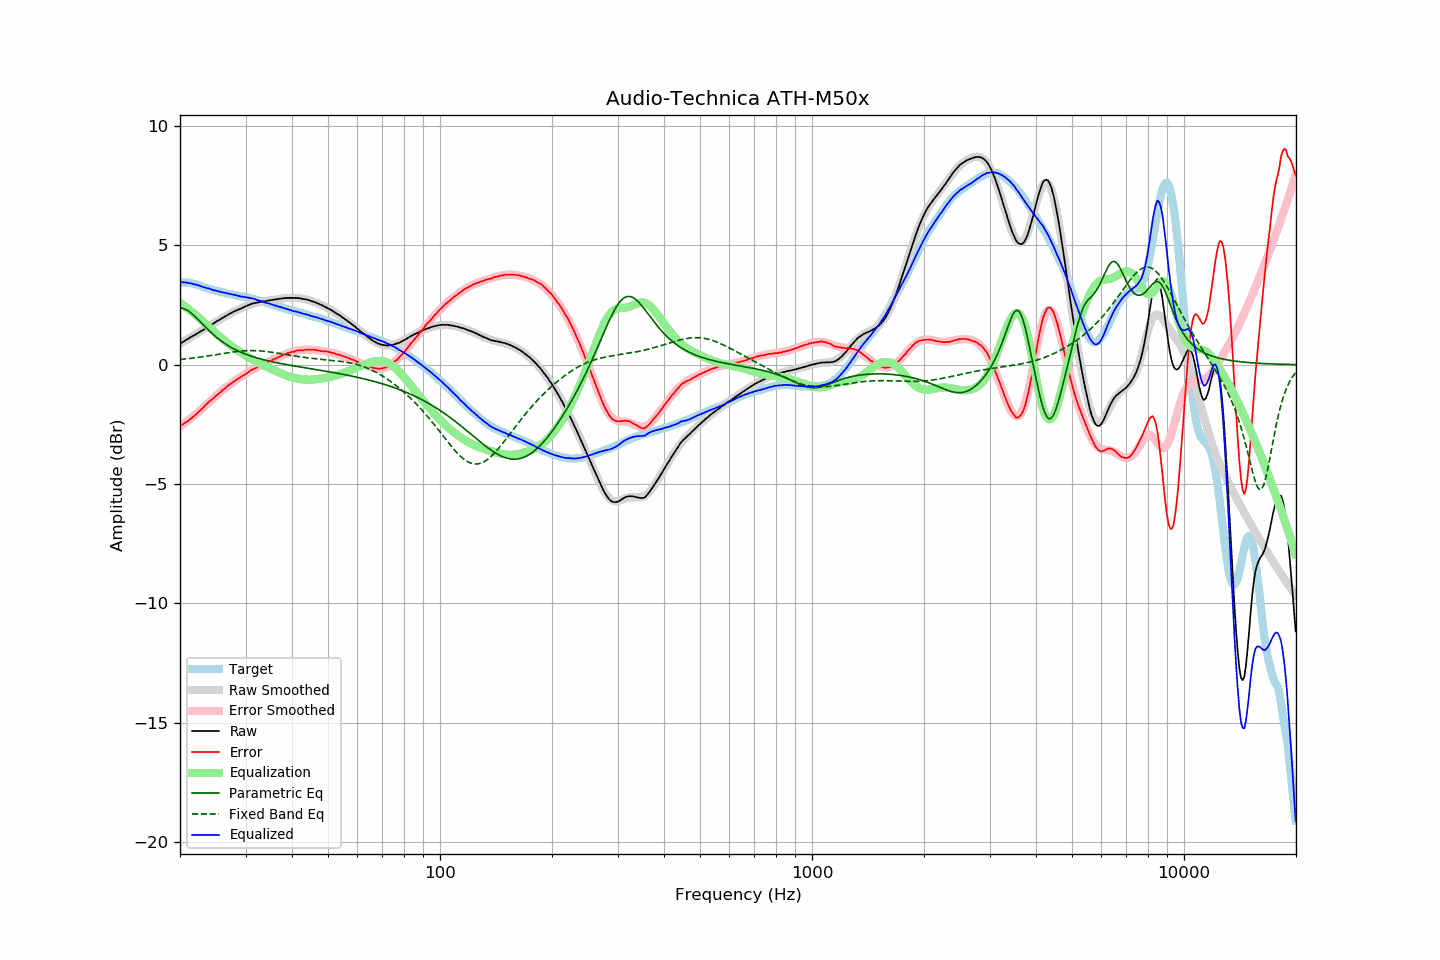 Audio-Technica ATH-M50x
10
5
0
−5
−10
−15
−20
Amplitude (dBr)
Target
Raw Smoothed
Error Smoothed
Raw
Error
Equalization
Parametric Eq
Fixed Band Eq
Equalized
100 1000 10000
Frequency (Hz)